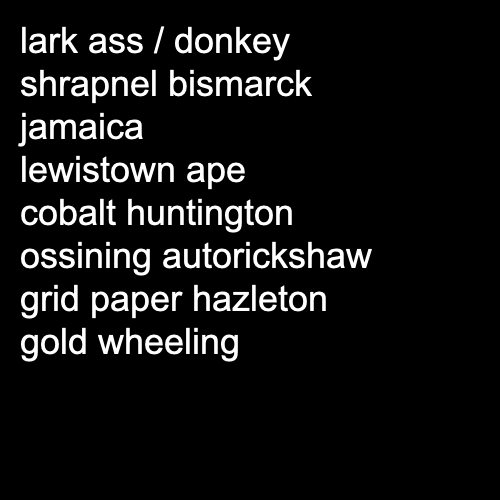 lark ass / donkey
shrapnel bismarck
jamaica
lewistown ape
cobalt huntington
ossining autorickshaw
grid paper hazleton
gold wheeling